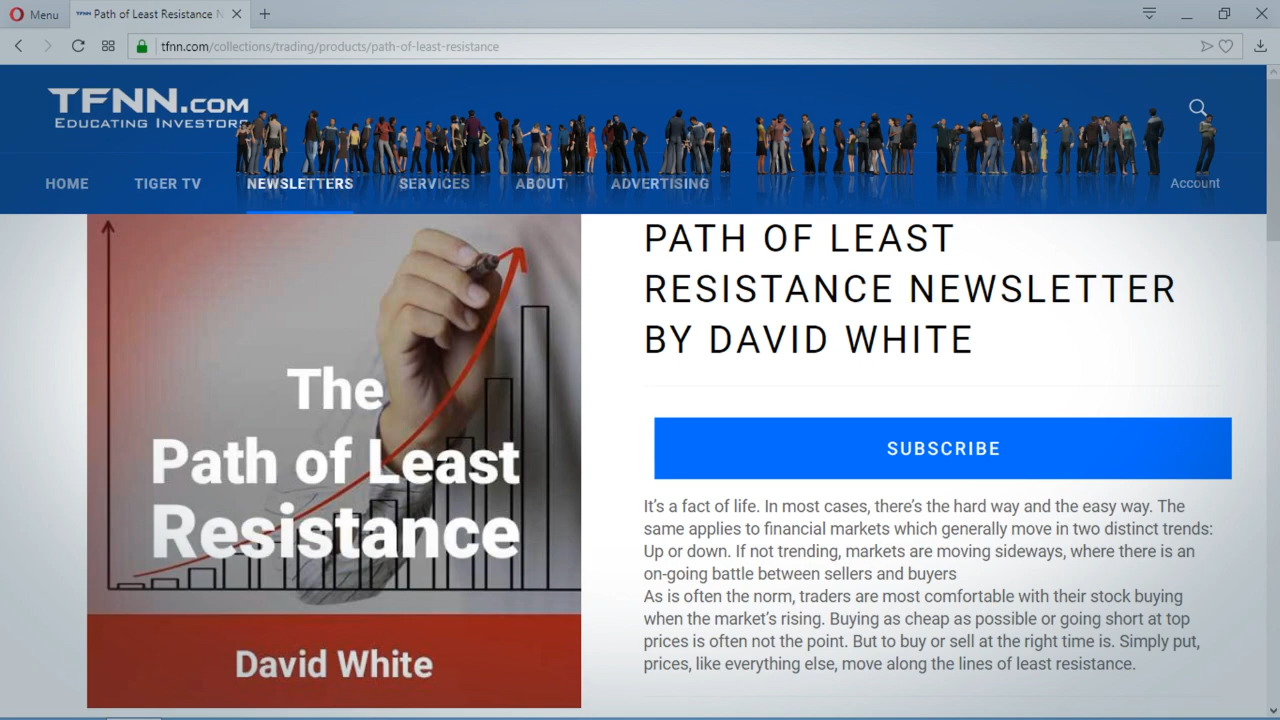 Menu
Path of Least Resistance N
tfnn.com/collections/trading/products/path-of-least-resistance
TFNN.COM
EDUCATING INVESTORS
HOME
TIGER TV
NEWSLETTERS
SERVICES
ABOUT
ADVERTISING
Account
The
Path of Least
Resistance
David White
PATH OF LEAST
RESISTANCE NEWSLETTER
BY DAVID WHITE
SUBSCRIBE
It's a fact of life. In most cases, there's the hard way and the easy way. The
same applies to financial markets which generally move in two distinct trends:
Up or down. If not trending, markets are moving sideways, where there is an
on-going battle between sellers and buyers
As is often the norm, traders are most comfortable with their stock buying
when the market's rising. Buying as cheap as possible or going short at top
prices is often not the point. But to buy or sell at the right time is. Simply put,
prices, like everything else, move along the lines of least resistance.